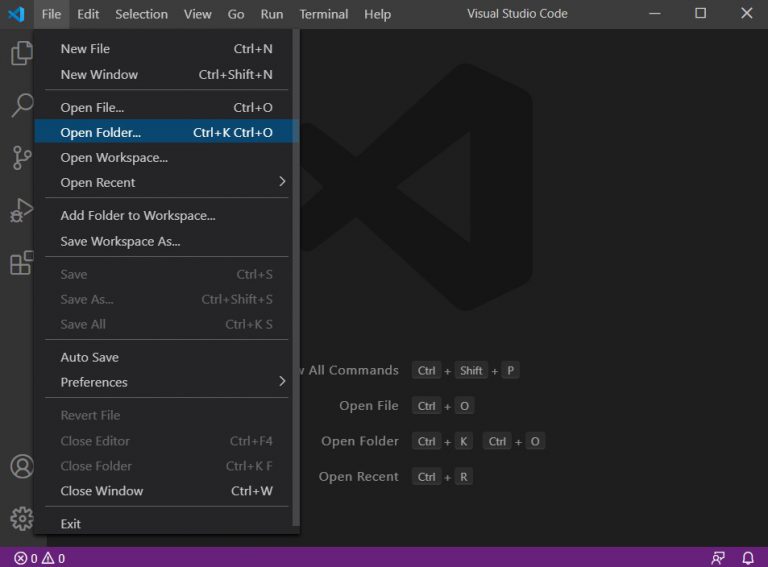 File Edit Selection View Go Run Terminal Help Visual Studio Code
New File Ctrl+N
New Window Ctrl+Shift+N
Open File... Ctrl+O
Open Folder... Ctrl+K Ctrl+O
Open Workspace...
Open Recent
Add Folder to Workspace...
Save Workspace As...
Save Ctrl+S
Save As... Ctrl+Shift+S
Save All Ctrl+K S
Auto Save
Preferences
Revert File
Close Editor Ctrl+F4
Close Folder Ctrl+K F
Close Window Ctrl+W
Exit
w All Commands Ctrl + Shift + P
Open File Ctrl + O
Open Folder Ctrl + K Ctrl + O
Open Recent Ctrl + R
0 0